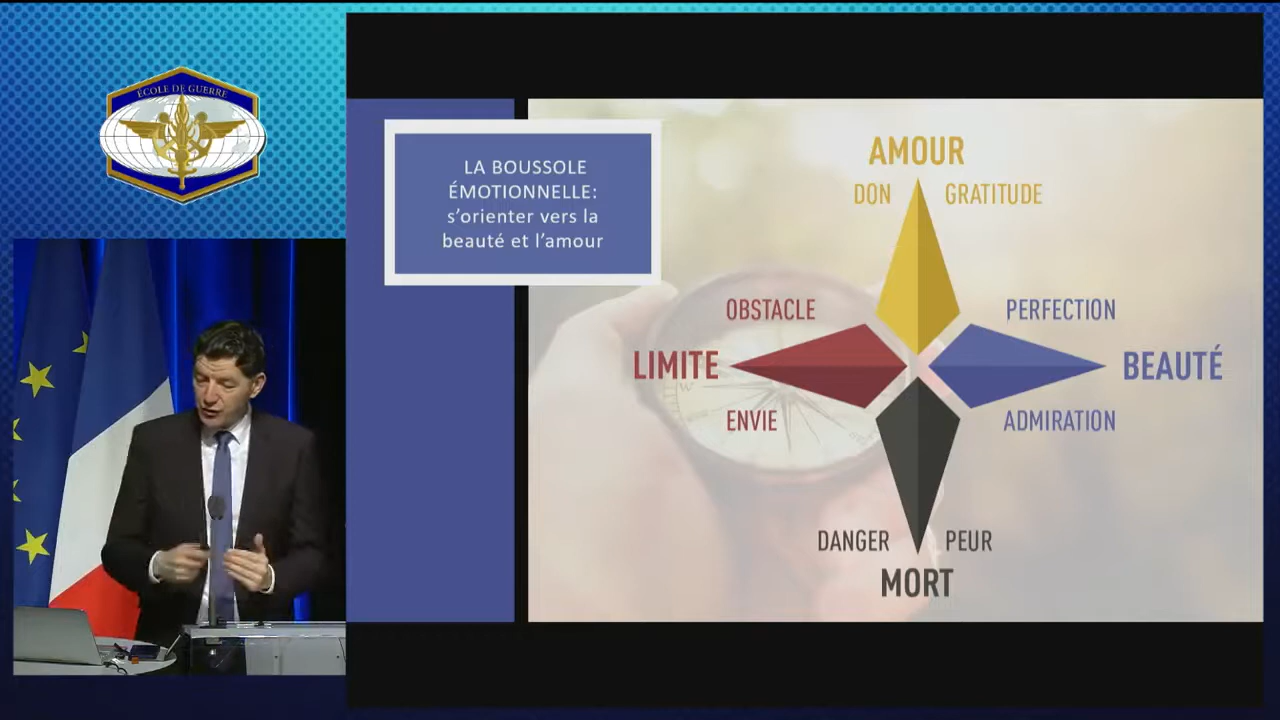 ÉCOLE DE GUERRE
LA BOUSSOLE
ÉMOTIONNELLE:
s'orienter vers la
beauté et l'amour
AMOUR
DON GRATITUDE
OBSTACLE PERFECTION
LIMITE BEAUTÉ
ENVIE ADMIRATION
DANGER PEUR
MORT
W